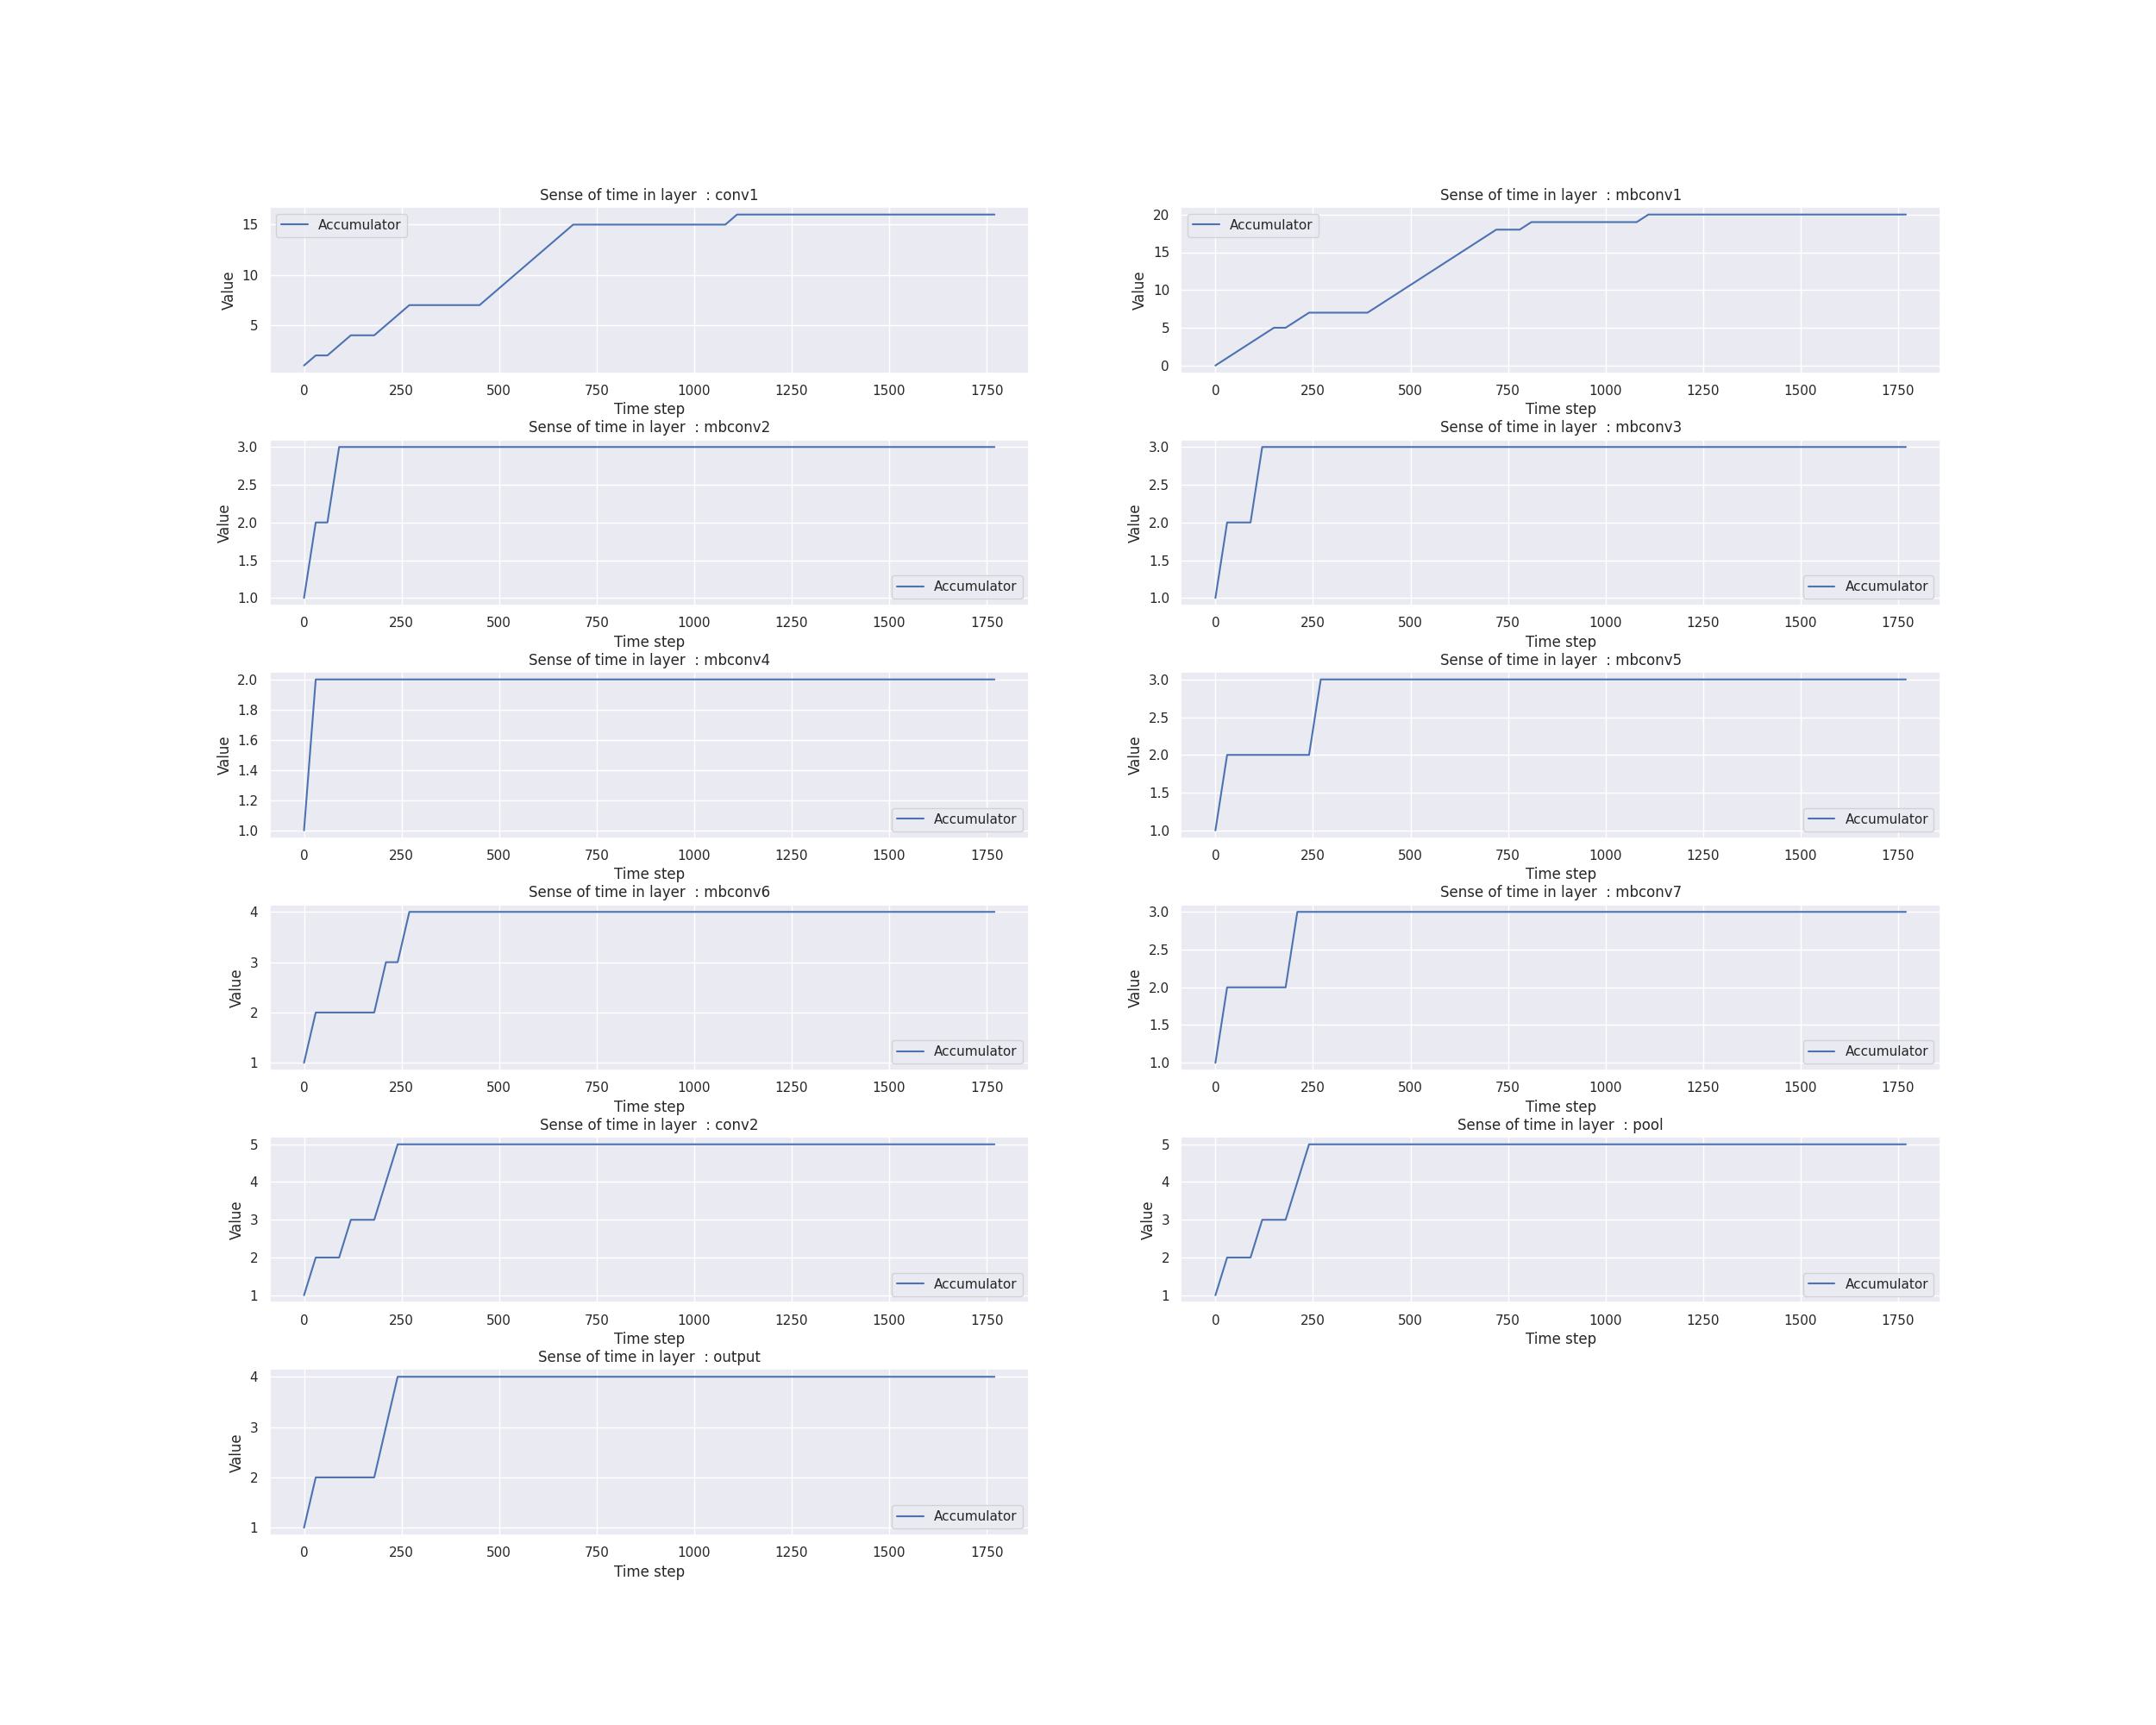 Sense of time in layer  : conv1
Accumulator
15
10
5
Value
0 250 500 750 1000 1250 1500 1750
Time step
Sense of time in layer  : mbconv1
Accumulator
20
15
10
5
0
Value
0 250 500 750 1000 1250 1500 1750
Time step
Sense of time in layer  : mbconv2
3.0
2.5
2.0
1.5
1.0
Value
Accumulator
0 250 500 750 1000 1250 1500 1750
Time step
Sense of time in layer  : mbconv3
3.0
2.5
2.0
1.5
1.0
Value
Accumulator
0 250 500 750 1000 1250 1500 1750
Time step
Sense of time in layer  : mbconv4
2.0
1.8
1.6
1.4
1.2
1.0
Value
Accumulator
0 250 500 750 1000 1250 1500 1750
Time step
Sense of time in layer  : mbconv5
3.0
2.5
2.0
1.5
1.0
Value
Accumulator
0 250 500 750 1000 1250 1500 1750
Time step
Sense of time in layer  : mbconv6
4
3
2
1
Value
Accumulator
0 250 500 750 1000 1250 1500 1750
Time step
Sense of time in layer  : mbconv7
3.0
2.5
2.0
1.5
1.0
Value
Accumulator
0 250 500 750 1000 1250 1500 1750
Time step
Sense of time in layer  : conv2
5
4
3
2
1
Value
Accumulator
0 250 500 750 1000 1250 1500 1750
Time step
Sense of time in layer  : pool
5
4
3
2
1
Value
Accumulator
0 250 500 750 1000 1250 1500 1750
Time step
Sense of time in layer  : output
4
3
2
1
Value
Accumulator
0 250 500 750 1000 1250 1500 1750
Time step